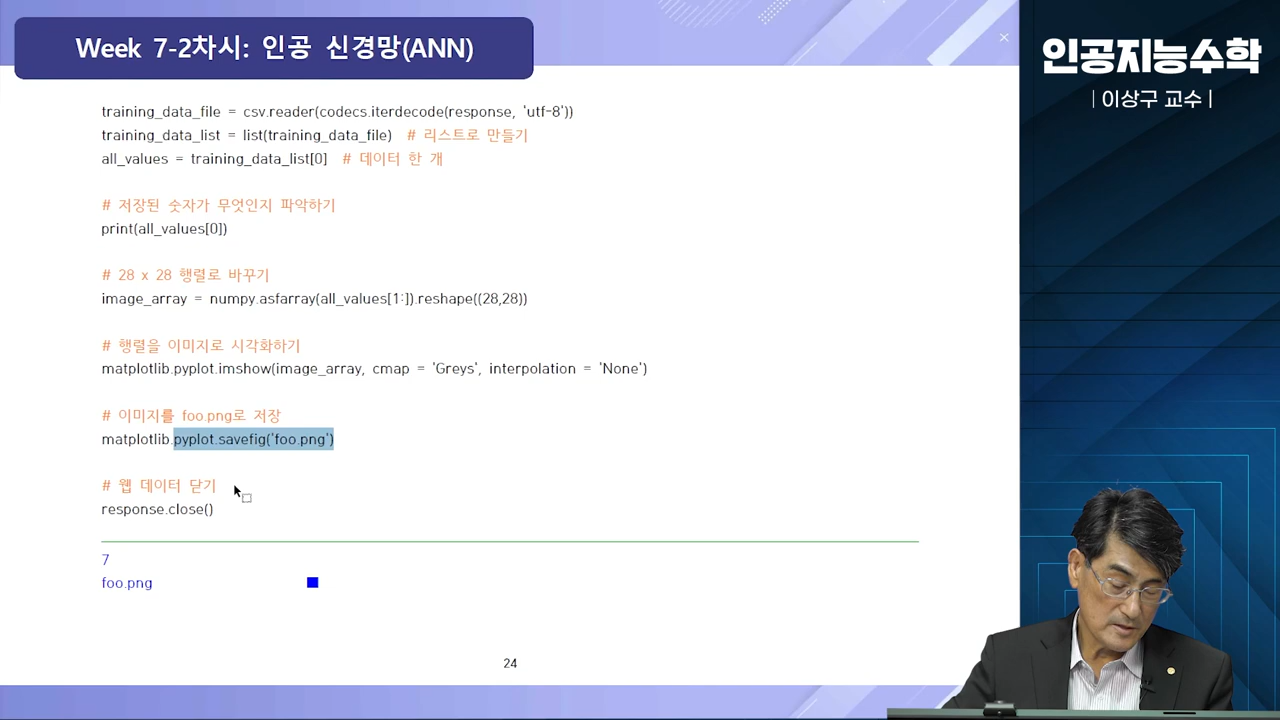 Week 7-2차시: 인공 신경망(ANN)
인공지능수학
| 이상구 교수 |
training_data_file = csv.reader(codecs.iterdecode(response, 'utf-8'))
training_data_list = list(training_data_file)  # 리스트로 만들기
all_values = training_data_list[0]  # 데이터 한 개
# 저장된 숫자가 무엇인지 파악하기
print(all_values[0])
# 28 x 28 행렬로 바꾸기
image_array = numpy.asfarray(all_values[1:]).reshape((28,28))
# 행렬을 이미지로 시각화하기
matplotlib.pyplot.imshow(image_array, cmap = 'Greys', interpolation = 'None')
# 이미지를 foo.png로 저장
matplotlib.pyplot.savefig('foo.png')
# 웹 데이터 닫기
response.close()
7
foo.png
24